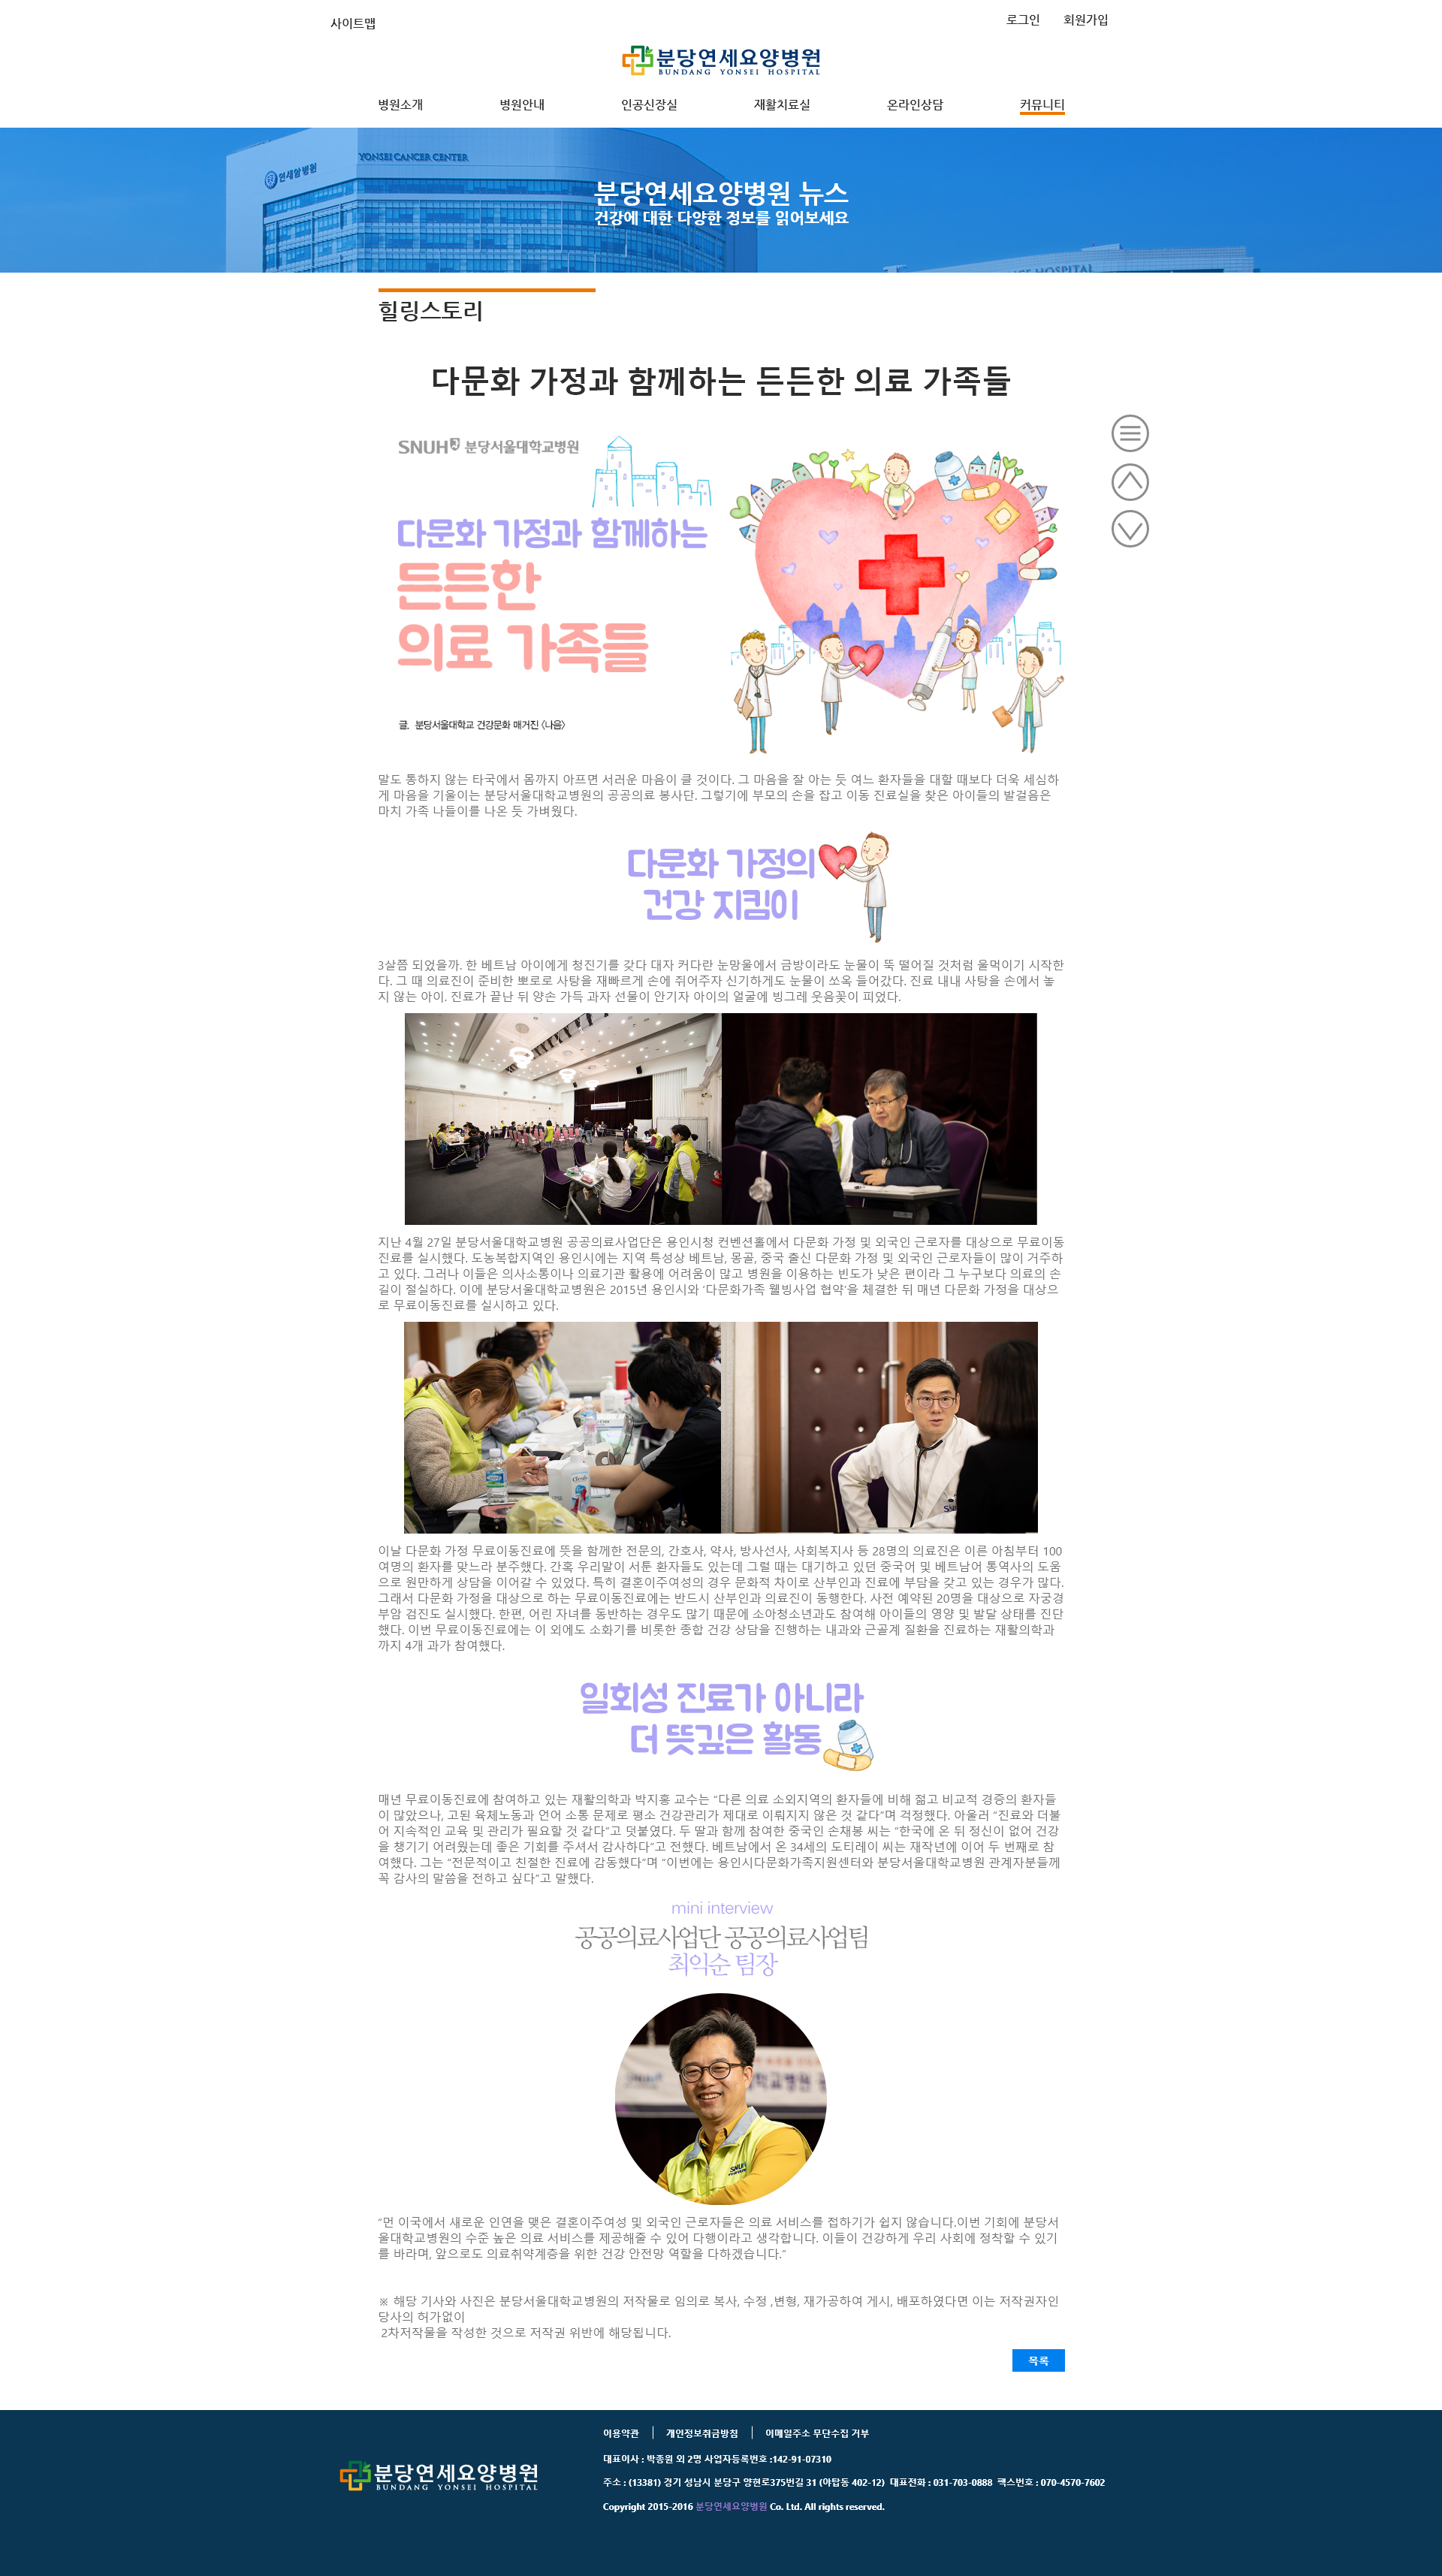 사이트맵
로그인 회원가입
분당연세요양병원
BUNDANG YONSEI HOSPITAL
병원소개 병원안내 인공신장실 재활치료실 온라인상담 커뮤니티
연세암병원 YONSEI CANCER CENTER
분당연세요양병원 뉴스
건강에 대한 다양한 정보를 읽어보세요
HOSPITAL
힐링스토리
다문화 가정과 함께하는 든든한 의료 가족들
SNUH 분당서울대학교병원
다문화 가정과 함께하는
든든한
의료 가족들
글. 분당서울대학교 건강문화 매거진 <나음>
말도 통하지 않는 타국에서 몸까지 아프면 서러운 마음이 클 것이다. 그 마음을 잘 아는 듯 여느 환자들을 대할 때보다 더욱 세심하
게 마음을 기울이는 분당서울대학교병원의 공공의료 봉사단. 그렇기에 부모의 손을 잡고 이동 진료실을 찾은 아이들의 발걸음은
마치 가족 나들이를 나온 듯 가벼웠다.
다문화 가정의
건강 지킴이
3살쯤 되었을까. 한 베트남 아이에게 청진기를 갖다 대자 커다란 눈망울에서 금방이라도 눈물이 뚝 떨어질 것처럼 울먹이기 시작한
다. 그 때 의료진이 준비한 뽀로로 사탕을 재빠르게 손에 쥐어주자 신기하게도 눈물이 쏘옥 들어갔다. 진료 내내 사탕을 손에서 놓
지 않는 아이. 진료가 끝난 뒤 양손 가득 과자 선물이 안기자 아이의 얼굴에 빙그레 웃음꽃이 피었다.
지난 4월 27일 분당서울대학교병원 공공의료사업단은 용인시청 컨벤션홀에서 다문화 가정 및 외국인 근로자를 대상으로 무료이동
진료를 실시했다. 도농복합지역인 용인시에는 지역 특성상 베트남, 몽골, 중국 출신 다문화 가정 및 외국인 근로자들이 많이 거주하
고 있다. 그러나 이들은 의사소통이나 의료기관 활용에 어려움이 많고 병원을 이용하는 빈도가 낮은 편이라 그 누구보다 의료의 손
길이 절실하다. 이에 분당서울대학교병원은 2015년 용인시와 ‘다문화가족 웰빙사업 협약’을 체결한 뒤 매년 다문화 가정을 대상으
로 무료이동진료를 실시하고 있다.
이날 다문화 가정 무료이동진료에 뜻을 함께한 전문의, 간호사, 약사, 방사선사, 사회복지사 등 28명의 의료진은 이른 아침부터 100
여명의 환자를 맞느라 분주했다. 간혹 우리말이 서툰 환자들도 있는데 그럴 때는 대기하고 있던 중국어 및 베트남어 통역사의 도움
으로 원만하게 상담을 이어갈 수 있었다. 특히 결혼이주여성의 경우 문화적 차이로 산부인과 진료에 부담을 갖고 있는 경우가 많다.
그래서 다문화 가정을 대상으로 하는 무료이동진료에는 반드시 산부인과 의료진이 동행한다. 사전 예약된 20명을 대상으로 자궁경
부암 검진도 실시했다. 한편, 어린 자녀를 동반하는 경우도 많기 때문에 소아청소년과도 참여해 아이들의 영양 및 발달 상태를 진단
했다. 이번 무료이동진료에는 이 외에도 소화기를 비롯한 종합 건강 상담을 진행하는 내과와 근골계 질환을 진료하는 재활의학과
까지 4개 과가 참여했다.
일회성 진료가 아니라
더 뜻깊은 활동
매년 무료이동진료에 참여하고 있는 재활의학과 박지홍 교수는 “다른 의료 소외지역의 환자들에 비해 젊고 비교적 경증의 환자들
이 많았으나, 고된 육체노동과 언어 소통 문제로 평소 건강관리가 제대로 이뤄지지 않은 것 같다”며 걱정했다. 아울러 “진료와 더불
어 지속적인 교육 및 관리가 필요할 것 같다”고 덧붙였다. 두 딸과 함께 참여한 중국인 손채봉 씨는 “한국에 온 뒤 정신이 없어 건강
을 챙기기 어려웠는데 좋은 기회를 주셔서 감사하다”고 전했다. 베트남에서 온 34세의 도티레이 씨는 재작년에 이어 두 번째로 참
여했다. 그는 “전문적이고 친절한 진료에 감동했다”며 “이번에는 용인시다문화가족지원센터와 분당서울대학교병원 관계자분들께
꼭 감사의 말씀을 전하고 싶다”고 말했다.
mini interview
공공의료사업단 공공의료사업팀
최익순 팀장
“먼 이국에서 새로운 인연을 맺은 결혼이주여성 및 외국인 근로자들은 의료 서비스를 접하기가 쉽지 않습니다.이번 기회에 분당서
울대학교병원의 수준 높은 의료 서비스를 제공해줄 수 있어 다행이라고 생각합니다. 이들이 건강하게 우리 사회에 정착할 수 있기
를 바라며, 앞으로도 의료취약계층을 위한 건강 안전망 역할을 다하겠습니다.”
※ 해당 기사와 사진은 분당서울대학교병원의 저작물로 임의로 복사, 수정 ,변형, 재가공하여 게시, 배포하였다면 이는 저작권자인
당사의 허가없이
2차저작물을 작성한 것으로 저작권 위반에 해당됩니다.
목록
이용약관 개인정보취급방침 이메일주소 무단수집 거부
대표이사 : 박종원 외 2명 사업자등록번호 :142-91-07310
분당연세요양병원
BUNDANG YONSEI HOSPITAL
주소 : (13381) 경기 성남시 분당구 양현로375번길 31 (야탑동 402-12) 대표전화 : 031-703-0888 팩스번호 : 070-4570-7602
Copyright 2015-2016 분당연세요양병원 Co. Ltd. All rights reserved.